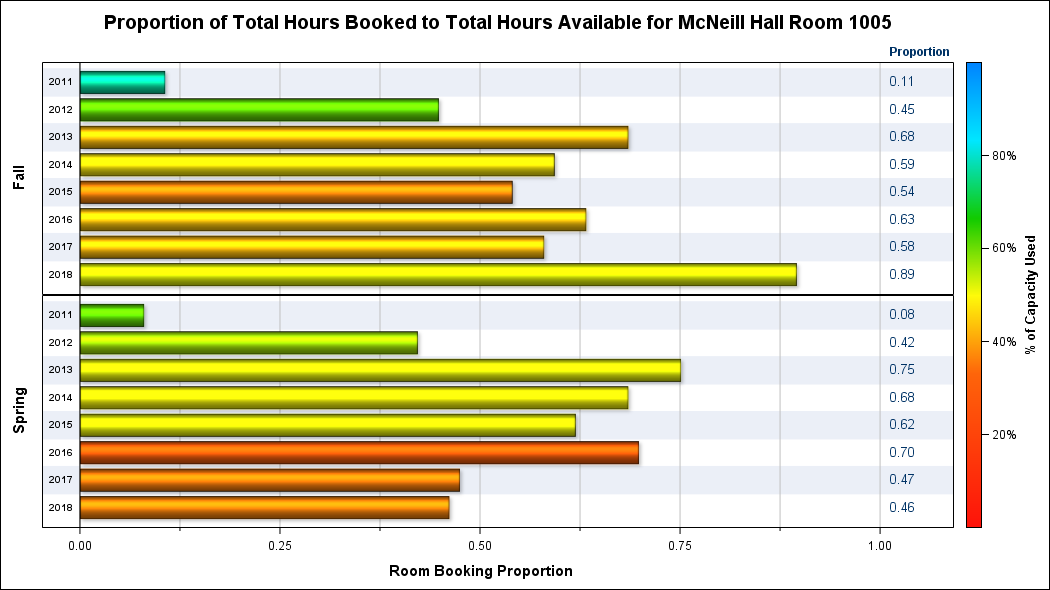 Proportion of Total Hours Booked to Total Hours Available for McNeill Hall Room 1005
Proportion
Fall
2011 0.11
2012 0.45
2013 0.68
2014 0.59
2015 0.54
2016 0.63
2017 0.58
2018 0.89
Spring
2011 0.08
2012 0.42
2013 0.75
2014 0.68
2015 0.62
2016 0.70
2017 0.47
2018 0.46
0.00 0.25 0.50 0.75 1.00
Room Booking Proportion
80%
60%
40%
20%
% of Capacity Used